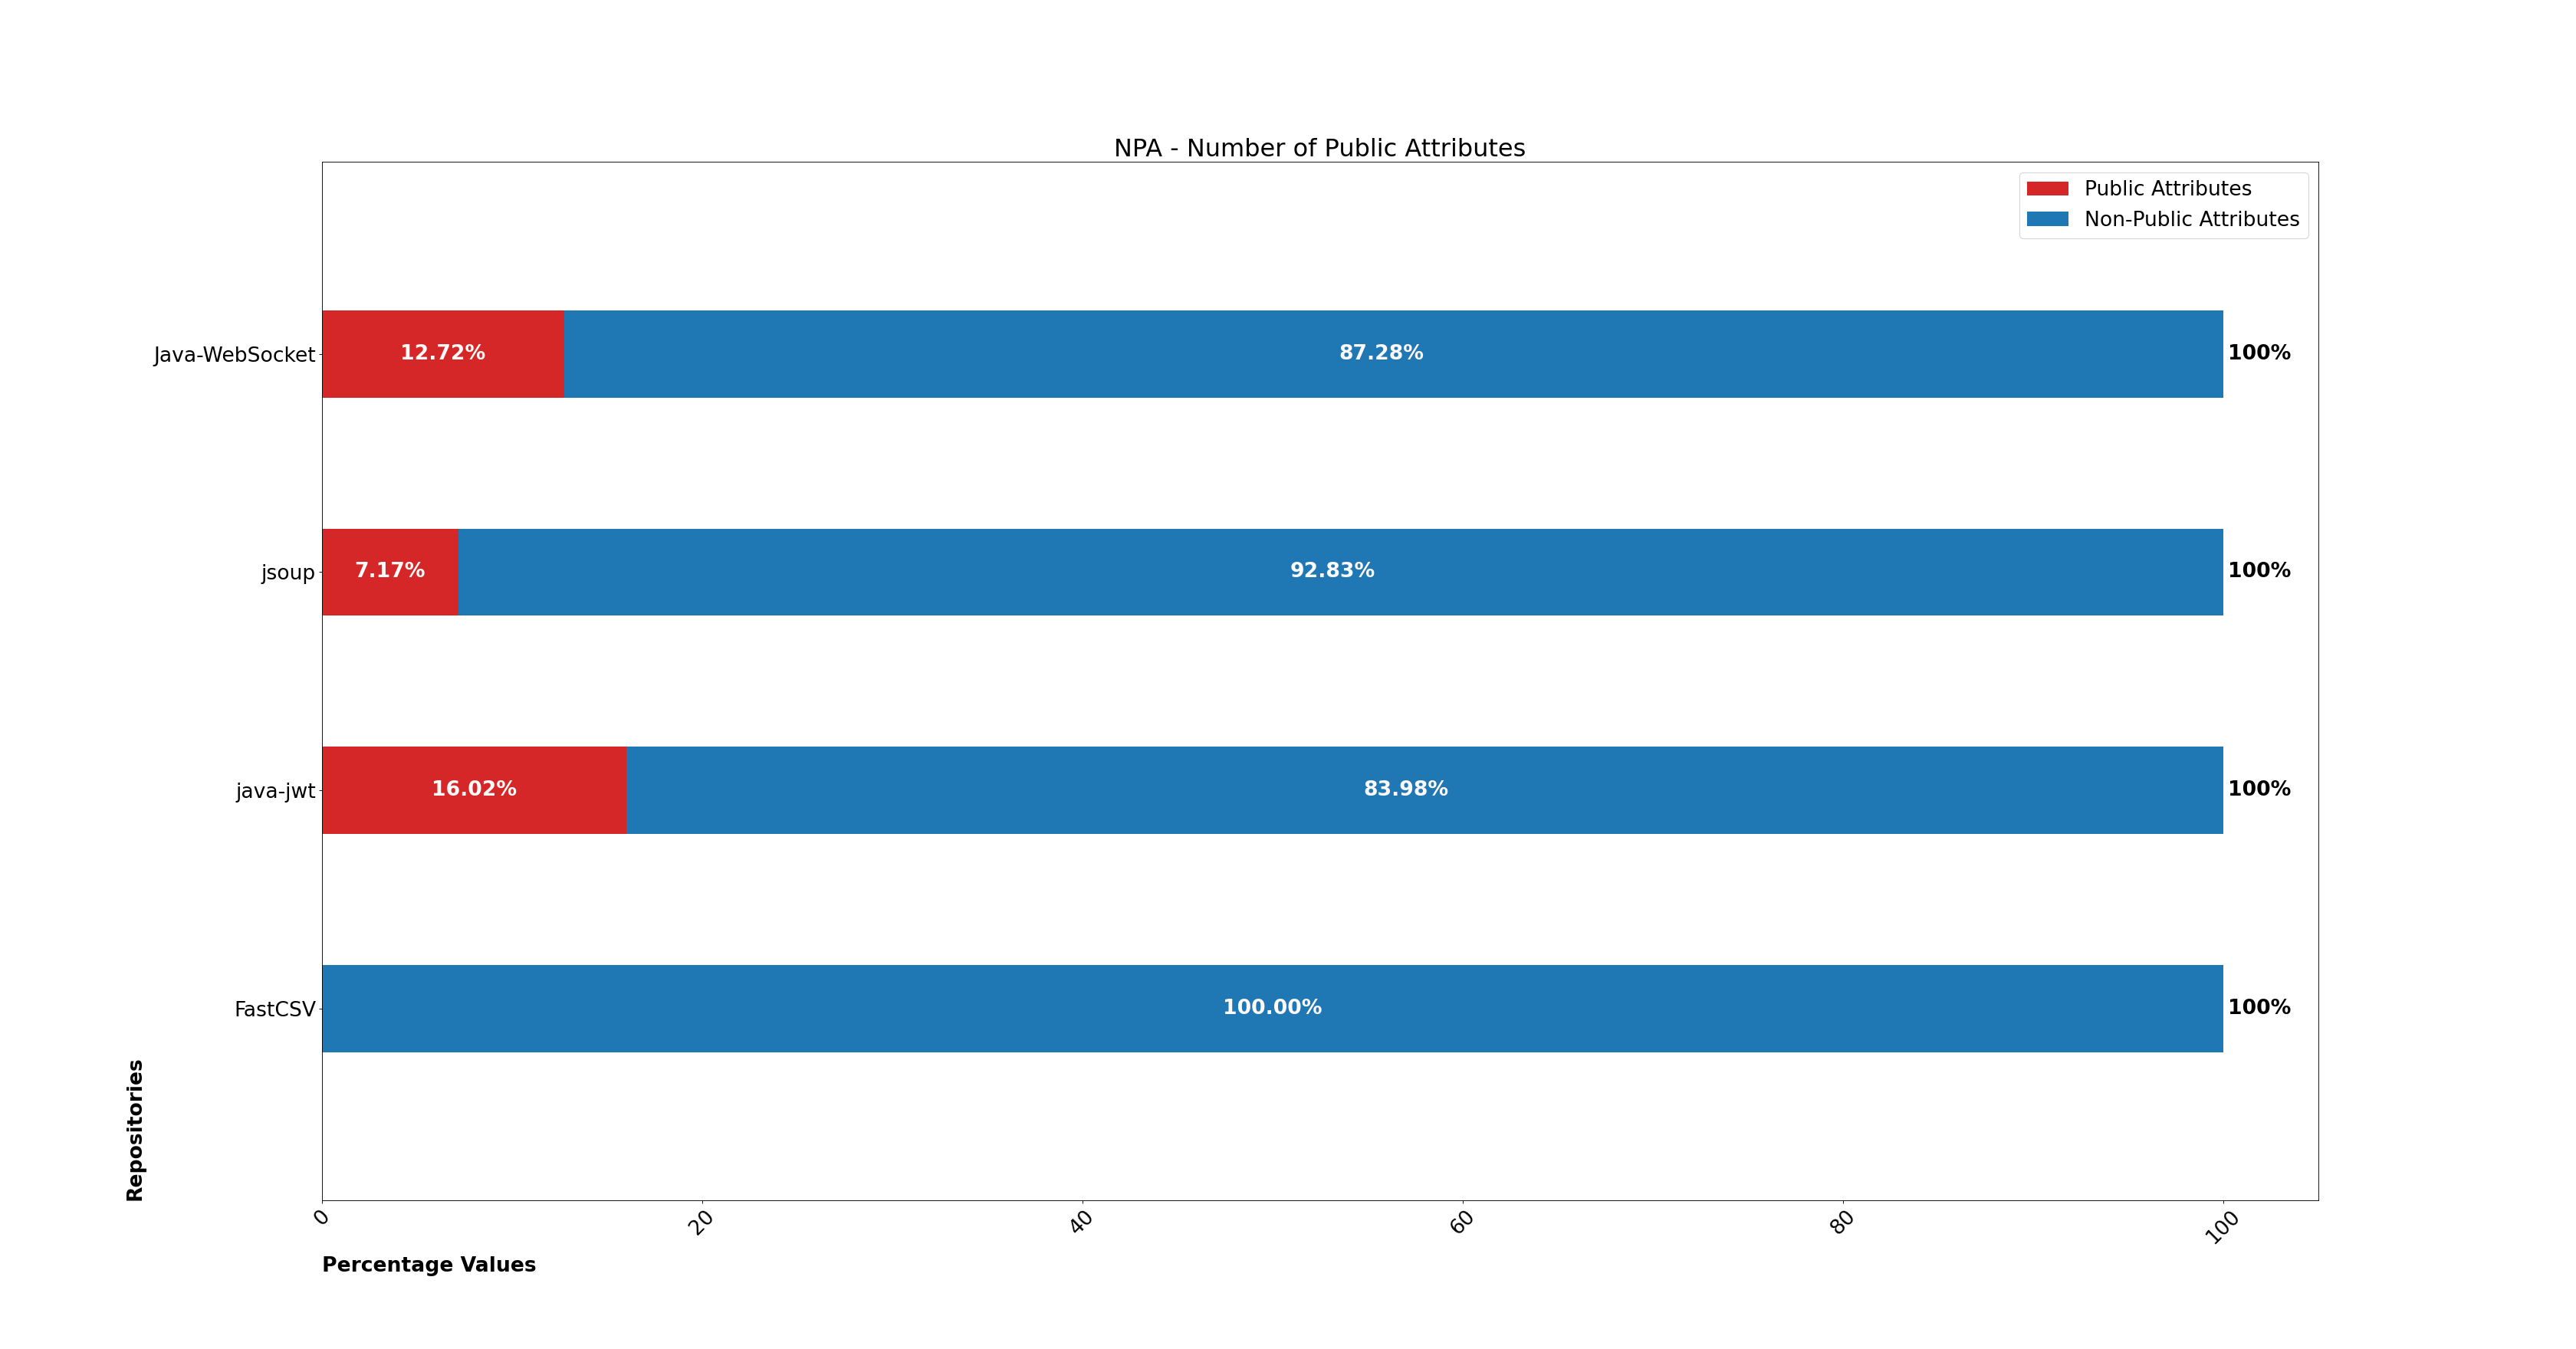 NPA - Number of Public Attributes
Public Attributes
Non-Public Attributes
Java-WebSocket
12.72%
87.28%
100%
jsoup
7.17%
92.83%
100%
java-jwt
16.02%
83.98%
100%
FastCSV
100.00%
100%
Repositories
0
20
40
60
80
100
Percentage Values